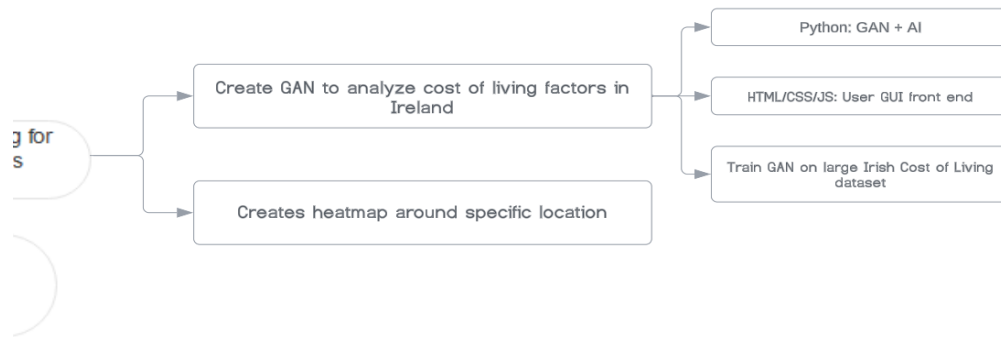 g for
s
Create GAN to analyze cost of living factors in
Ireland
Creates heatmap around specific location
Python: GAN + AI
HTML/CSS/JS: User GUI front end
Train GAN on large Irish Cost of Living
dataset